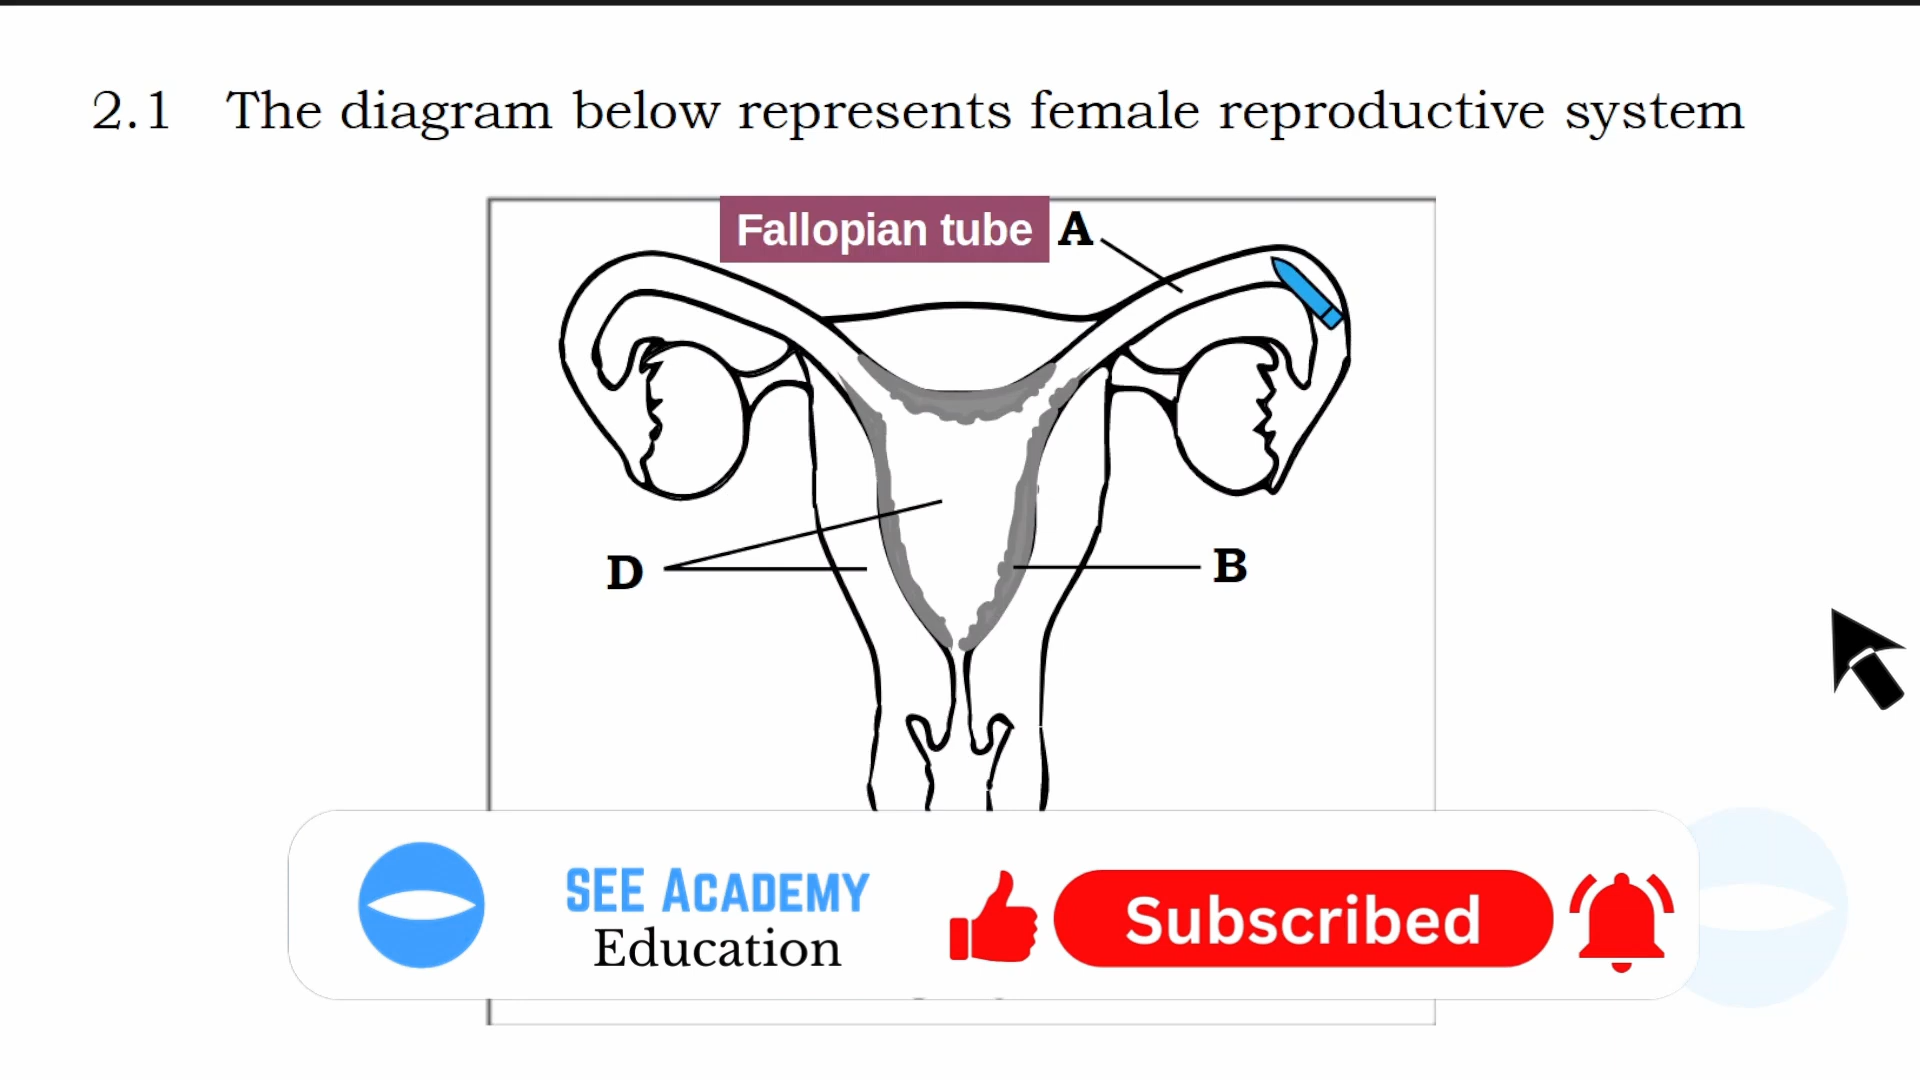 2.1 The diagram below represents female reproductive system
Fallopian tube A
D
B
SEE ACADEMY
Education
Subscribed